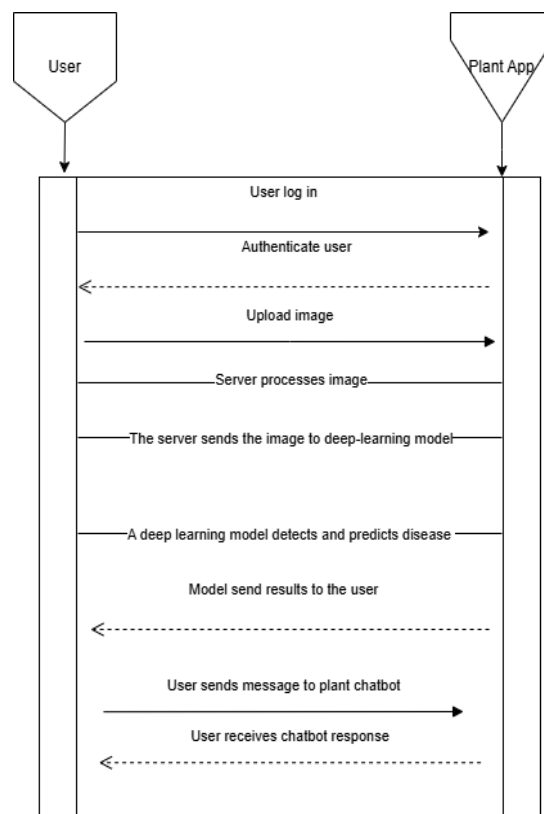 User
Plant App
User log in
Authenticate user
Upload image
Server processes image
The server sends the image to deep-learning model
A deep learning model detects and predicts disease
Model send results to the user
User sends message to plant chatbot
User receives chatbot response